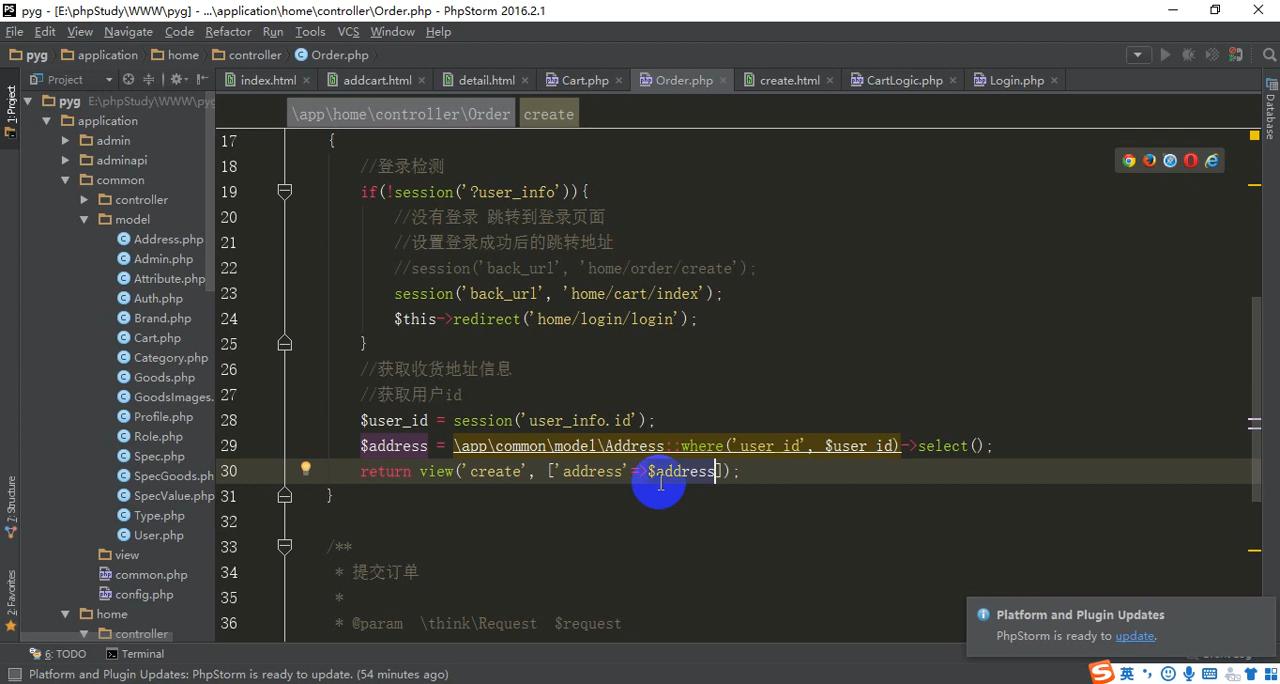 pyg - [E:\phpStudy\WWW\pyg] - ...\application\home\controller\Order.php - PhpStorm 2016.2.1
File Edit View Navigate Code Refactor Run Tools VCS Window Help
pyg application home controller Order.php
Project index.html addcart.html detail.html Cart.php Order.php create.html CartLogic.php Login.php
1: Project
7: Structure
2: Favorites
Database
pyg E:\phpStudy\WWW\pyg
application
admin
adminapi
common
controller
model
Address.php
Admin.php
Attribute.php
Auth.php
Brand.php
Cart.php
Category.php
Goods.php
GoodsImages.
Profile.php
Role.php
Spec.php
SpecGoods.ph
SpecValue.php
Type.php
User.php
view
common.php
config.php
home
controller
\app\home\controller\Order create
17 {
18 //登录检测
19 if(!session('?user_info')){
20 //没有登录 跳转到登录页面
21 //设置登录成功后的跳转地址
22 //session('back_url', 'home/order/create');
23 session('back_url', 'home/cart/index');
24 $this->redirect('home/login/login');
25 }
26 //获取收货地址信息
27 //获取用户id
28 $user_id = session('user_info.id');
29 $address = \app\common\model\Address::where('user_id', $user_id)->select();
30 return view('create', ['address'=>$address]);
31 }
32
33 /**
34 * 提交订单
35 *
36 * @param \think\Request $request
Platform and Plugin Updates
PhpStorm is ready to update.
6: TODO Terminal
Platform and Plugin Updates: PhpStorm is ready to update. (54 minutes ago)
英